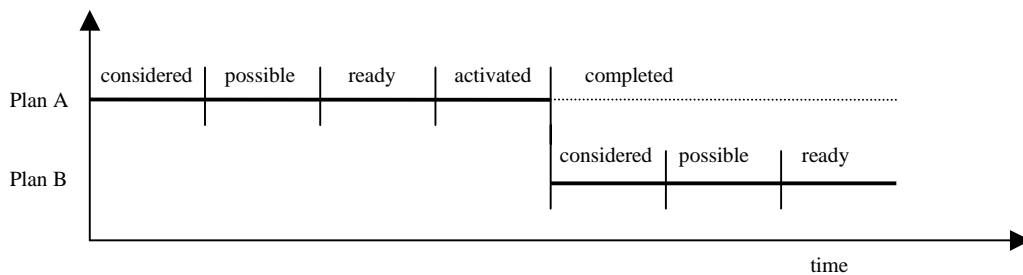 considered possible ready activated completed
Plan A
considered possible ready
Plan B
time